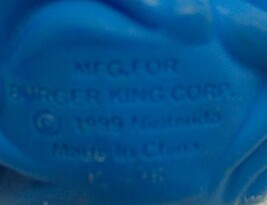 MFG. FOR
BURGER KING CORP.
© 1999 Nintendo
Made In China